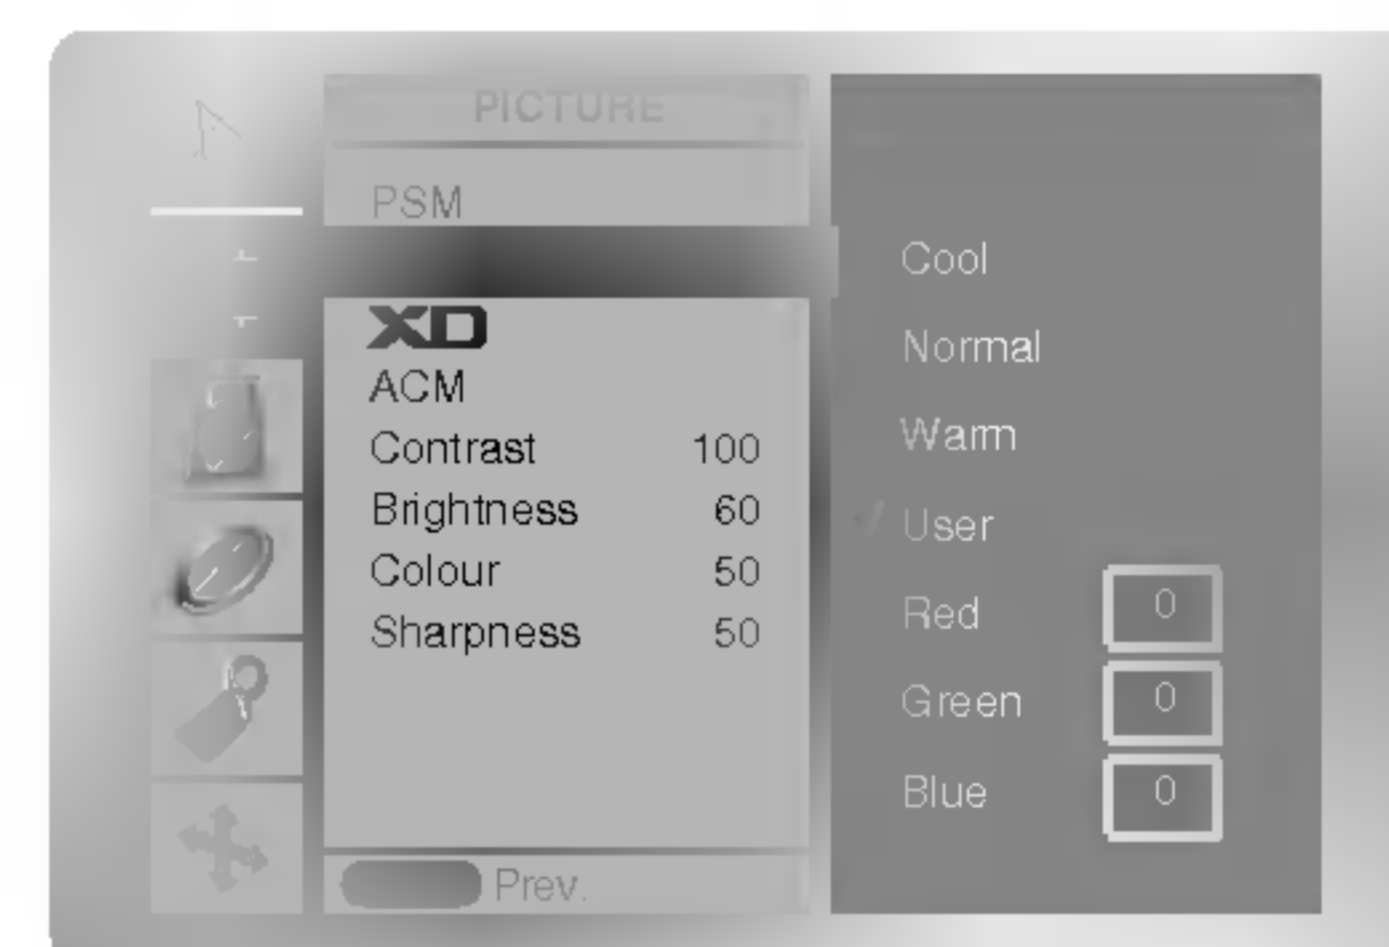 PICTURE
PSM
XD
ACM
Contrast 100
Brightness 60
Colour 50
Sharpness 50
Prev.
Cool
Normal
Warm
User
Red 0
Green 0
Blue 0